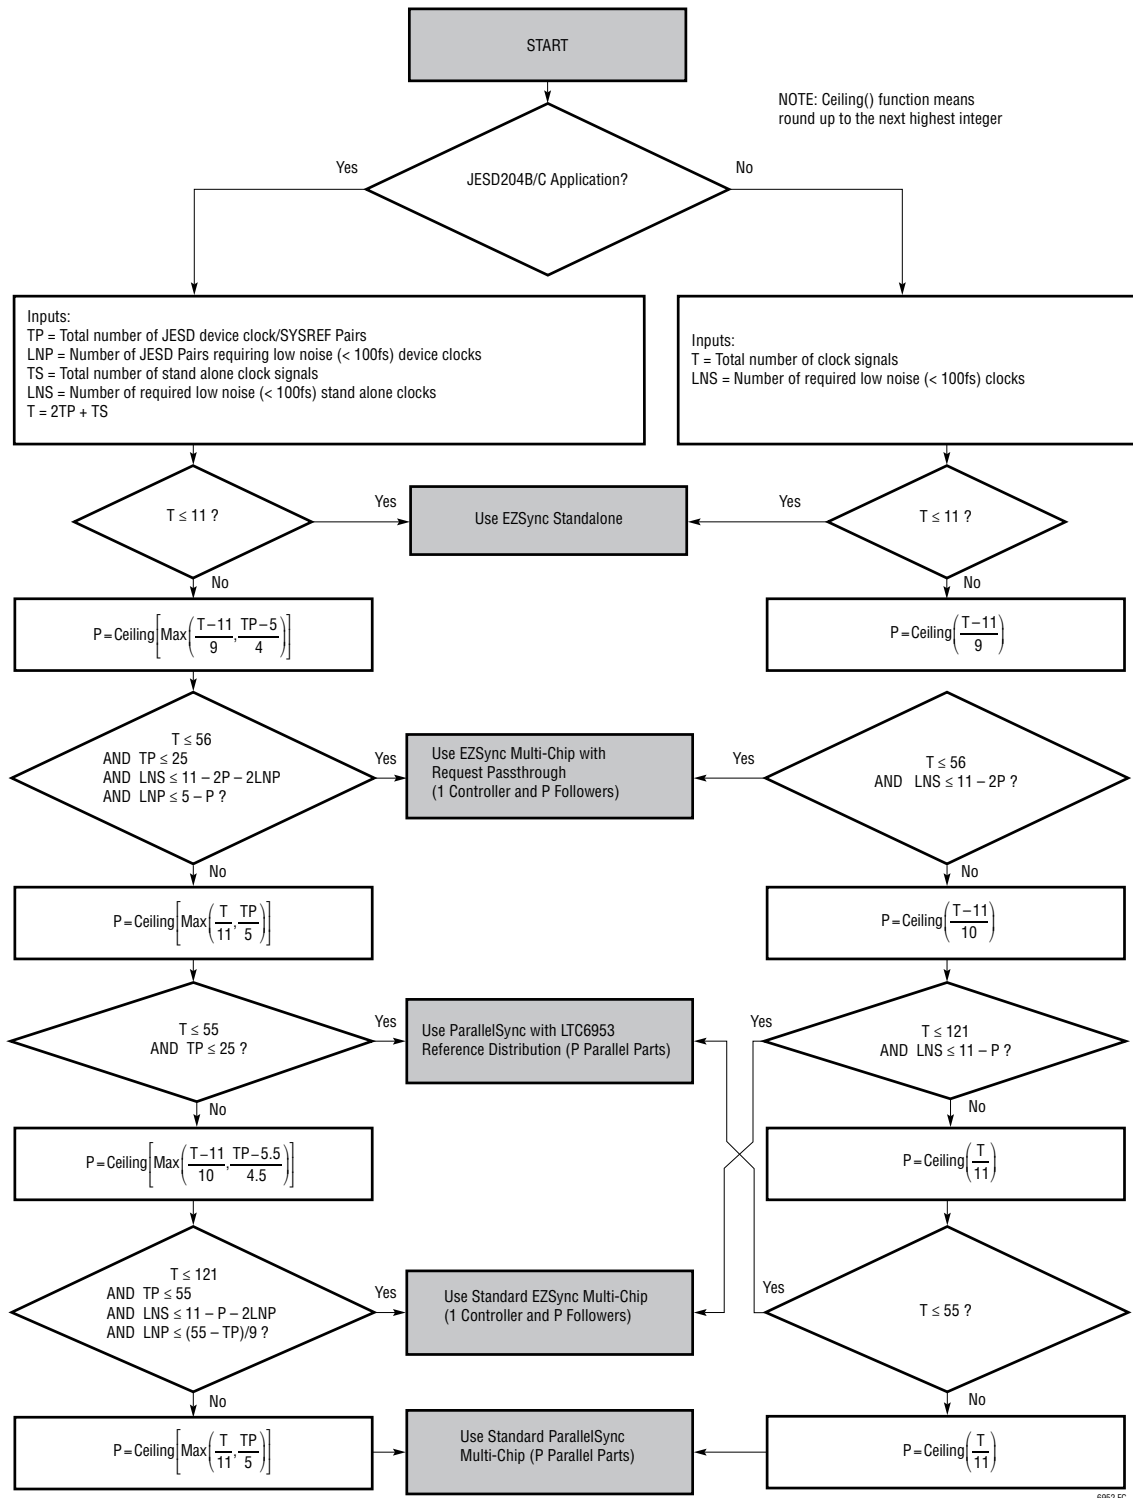 START
NOTE: Ceiling() function means
round up to the next highest integer
Yes
JESD204B/C Application?
No
Inputs:
TP = Total number of JESD device clock/SYSREF Pairs
LNP = Number of JESD Pairs requiring low noise (< 100fs) device clocks
TS = Total number of stand alone clock signals
LNS = Number of required low noise (< 100fs) stand alone clocks
T = 2TP + TS
Inputs:
T = Total number of clock signals
LNS = Number of required low noise (< 100fs) clocks
T ≤ 11 ?
Yes
Use EZSync Standalone
Yes
T ≤ 11 ?
No
No
P = Ceiling[Max(T–11/9, TP–5/4)]
P = Ceiling(T–11/9)
T ≤ 56
AND TP ≤ 25
AND LNS ≤ 11 – 2P – 2LNP
AND LNP ≤ 5 – P ?
Yes
Use EZSync Multi-Chip with
Request Passthrough
(1 Controller and P Followers)
Yes
T ≤ 56
AND LNS ≤ 11 – 2P ?
No
No
P = Ceiling[Max(T/11, TP/5)]
P = Ceiling(T–11/10)
T ≤ 55
AND TP ≤ 25 ?
Yes
Use ParallelSync with LTC6953
Reference Distribution (P Parallel Parts)
Yes
T ≤ 121
AND LNS ≤ 11 – P ?
No
No
P = Ceiling[Max(T–11/10, TP–5.5/4.5)]
P = Ceiling(T/11)
T ≤ 121
AND TP ≤ 55
AND LNS ≤ 11 – P – 2LNP
AND LNP ≤ (55 – TP)/9 ?
Yes
Use Standard EZSync Multi-Chip
(1 Controller and P Followers)
Yes
T ≤ 55 ?
No
No
P = Ceiling[Max(T/11, TP/5)]
Use Standard ParallelSync
Multi-Chip (P Parallel Parts)
P = Ceiling(T/11)